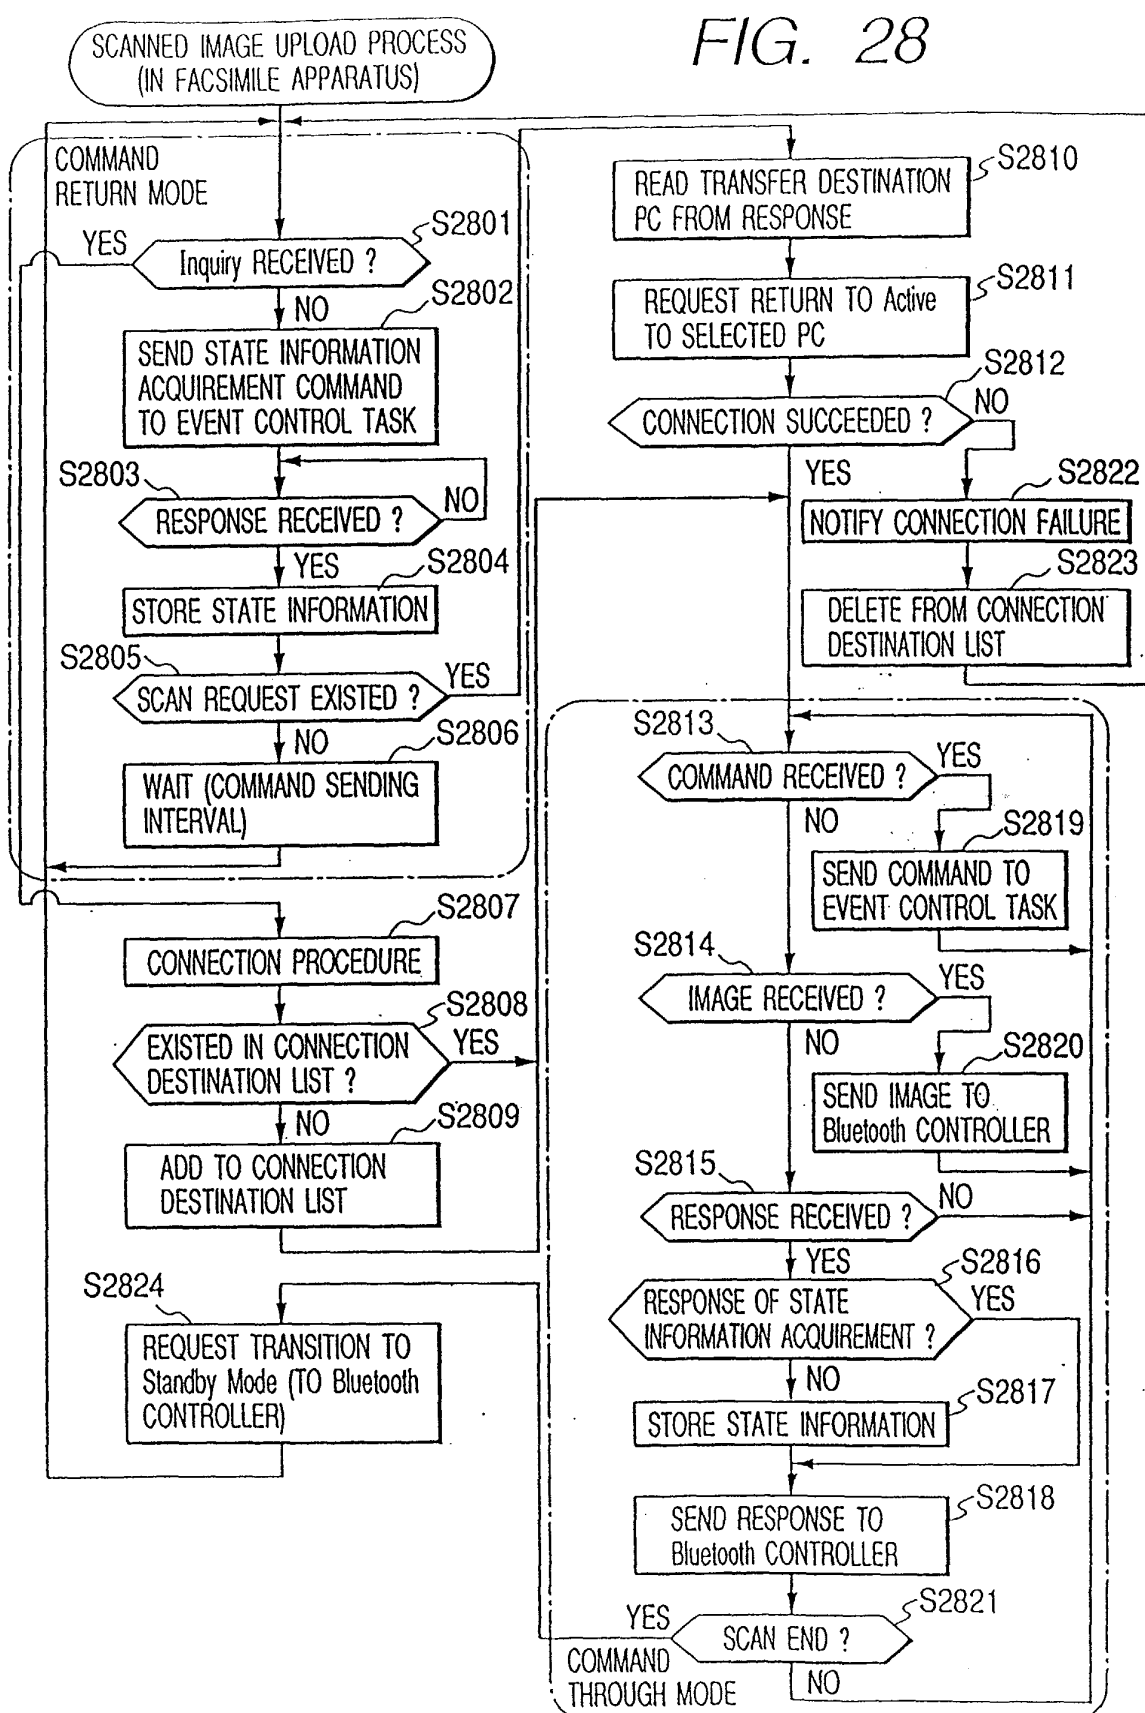 FIG. 28
SCANNED IMAGE UPLOAD PROCESS
(IN FACSIMILE APPARATUS)
COMMAND
RETURN MODE
S2801
YES
Inquiry RECEIVED ?
NO
S2802
SEND STATE INFORMATION
ACQUIREMENT COMMAND
TO EVENT CONTROL TASK
S2803
RESPONSE RECEIVED ?
NO
YES
S2804
STORE STATE INFORMATION
S2805
SCAN REQUEST EXISTED ?
YES
NO
S2806
WAIT (COMMAND SENDING
INTERVAL)
S2807
CONNECTION PROCEDURE
S2808
EXISTED IN CONNECTION
DESTINATION LIST ?
YES
NO
S2809
ADD TO CONNECTION
DESTINATION LIST
S2824
REQUEST TRANSITION TO
Standby Mode (TO Bluetooth
CONTROLLER)
S2810
READ TRANSFER DESTINATION
PC FROM RESPONSE
S2811
REQUEST RETURN TO Active
TO SELECTED PC
S2812
CONNECTION SUCCEEDED ?
NO
YES
S2822
NOTIFY CONNECTION FAILURE
S2823
DELETE FROM CONNECTION
DESTINATION LIST
S2813
COMMAND RECEIVED ?
YES
NO
S2819
SEND COMMAND TO
EVENT CONTROL TASK
S2814
IMAGE RECEIVED ?
YES
NO
S2820
SEND IMAGE TO
Bluetooth CONTROLLER
S2815
RESPONSE RECEIVED ?
NO
YES
S2816
RESPONSE OF STATE
INFORMATION ACQUIREMENT ?
YES
NO
S2817
STORE STATE INFORMATION
S2818
SEND RESPONSE TO
Bluetooth CONTROLLER
S2821
YES
SCAN END ?
NO
COMMAND
THROUGH MODE